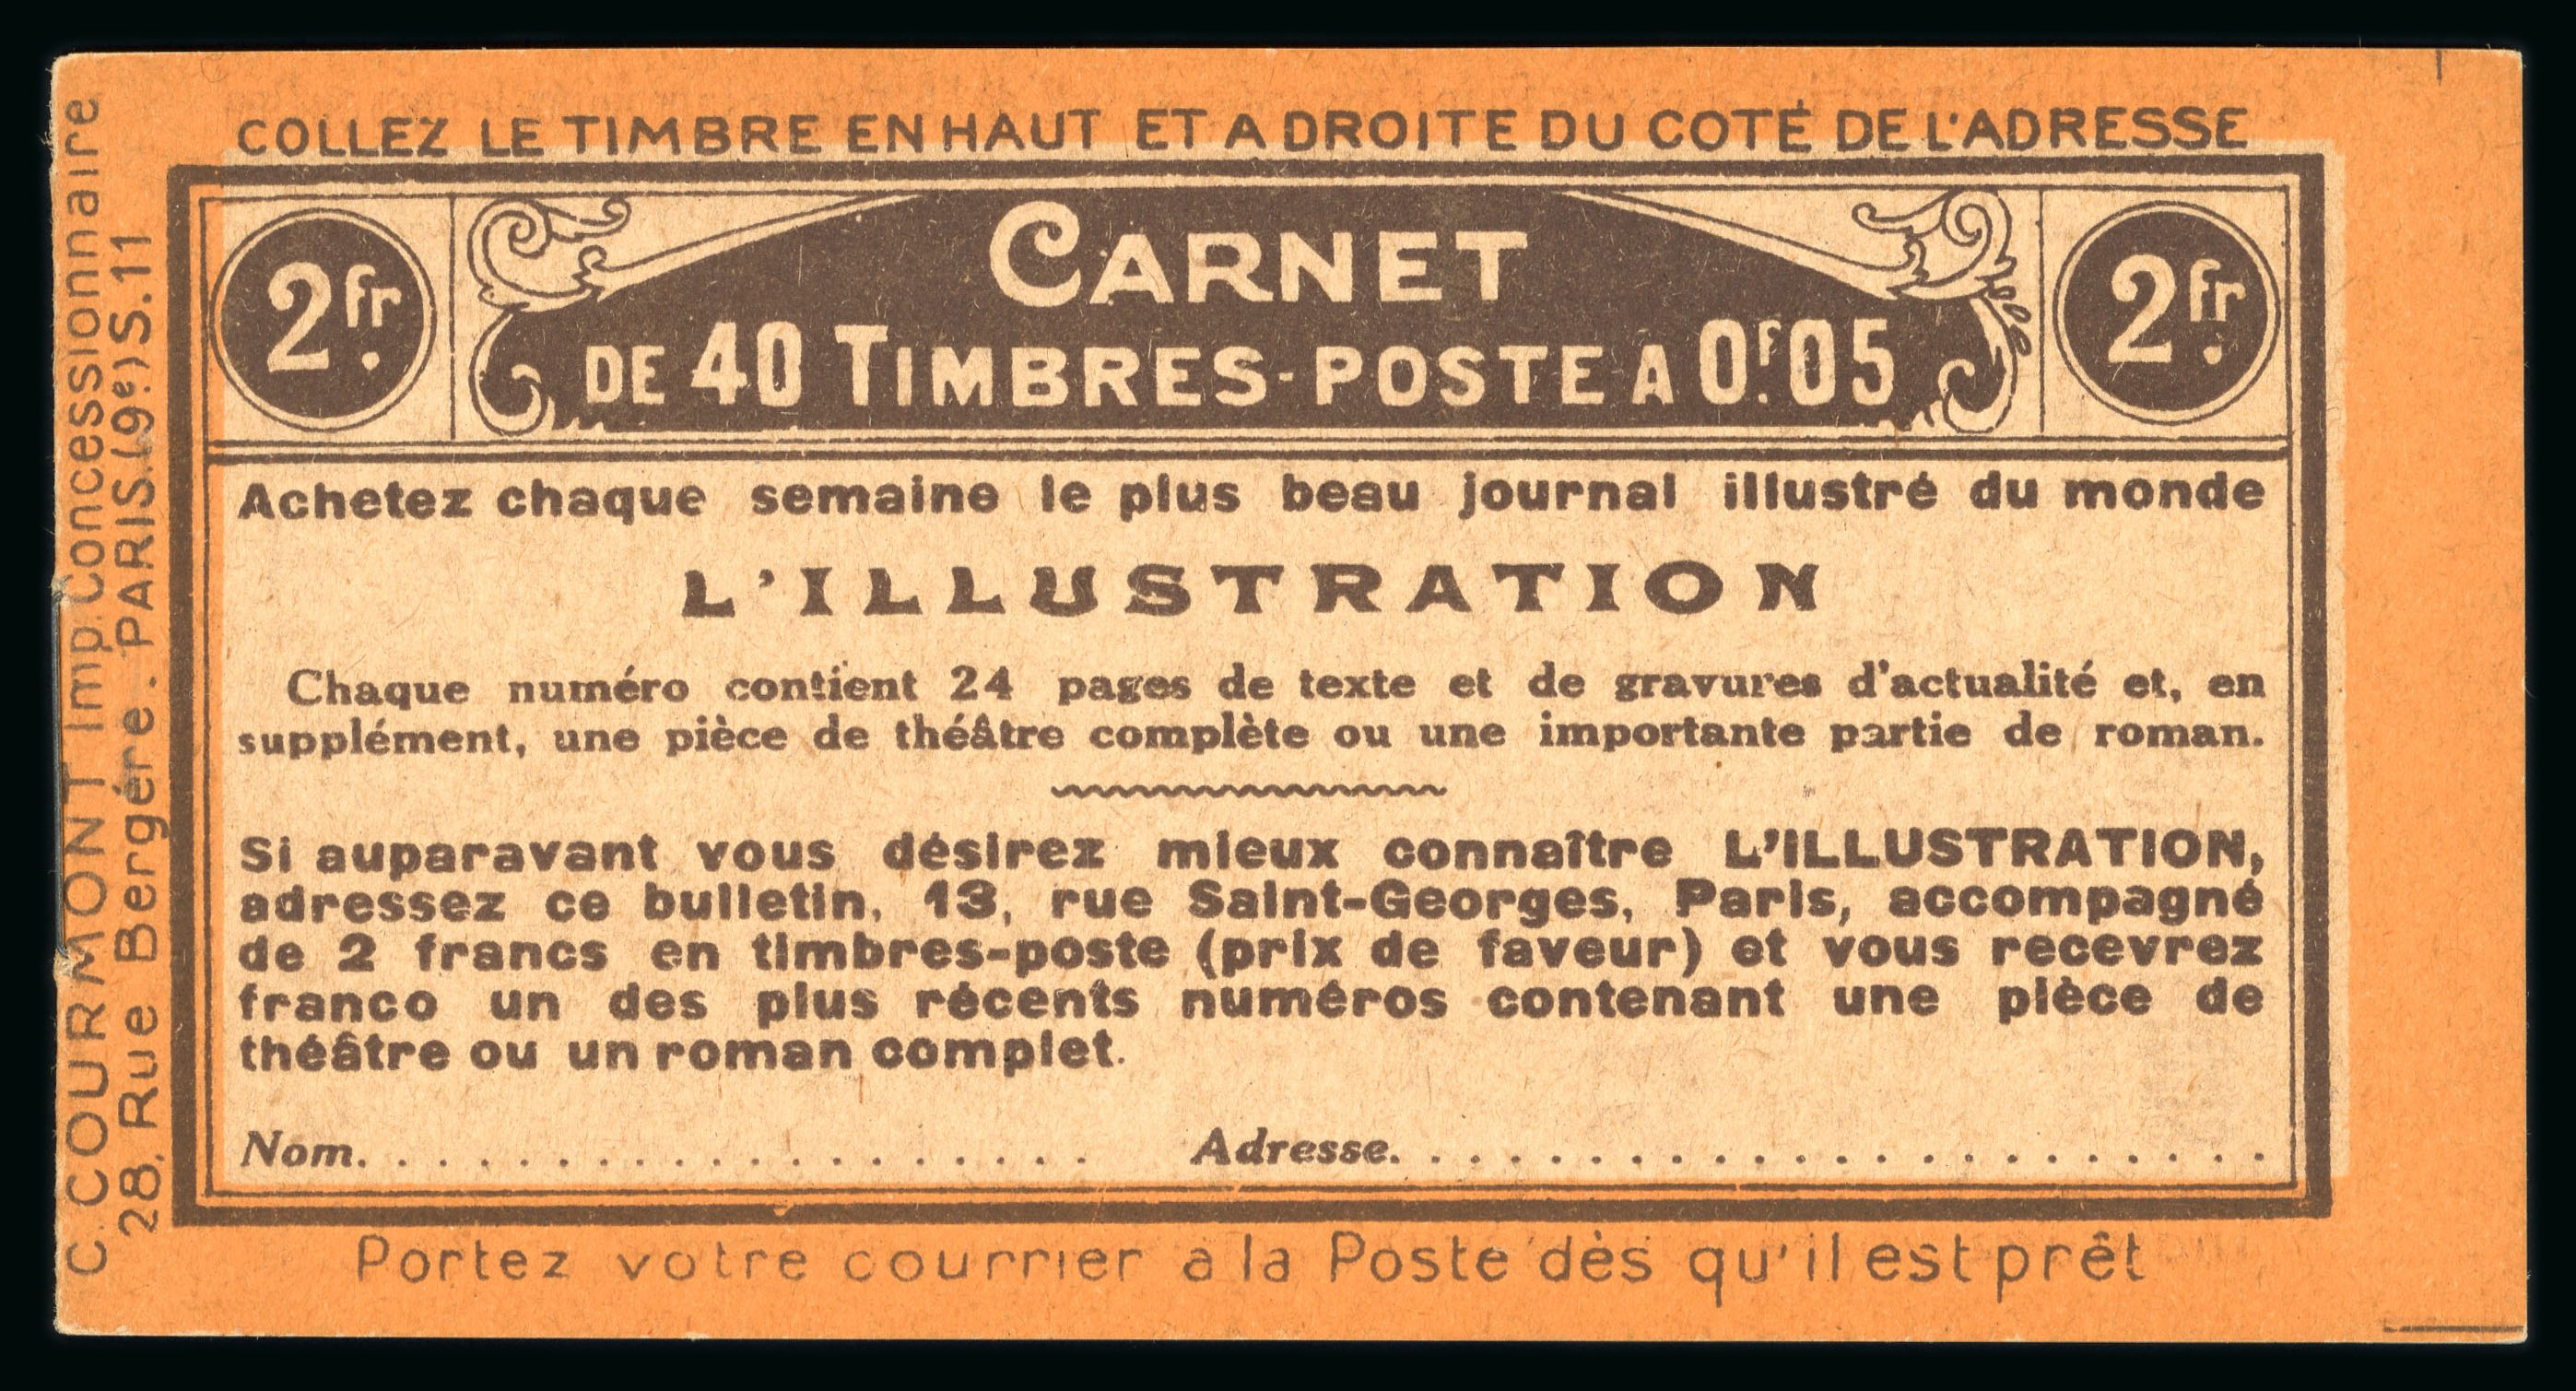 COLLEZ LE TIMBRE EN HAUT ET A DROITE DU COTÉ DE L'ADRESSE
2fr.
CARNET
DE 40 TIMBRES-POSTE A 0f.05
2fr.
Achetez chaque semaine le plus beau journal illustré du monde
L'ILLUSTRATION
Chaque numéro contient 24 pages de texte et de gravures d'actualité et, en
supplément, une pièce de théâtre complète ou une importante partie de roman.
Si auparavant vous désirez mieux connaître L'ILLUSTRATION,
adressez ce bulletin, 13, rue Saint-Georges, Paris, accompagné
de 2 francs en timbres-poste (prix de faveur) et vous recevrez
franco un des plus récents numéros contenant une pièce de
théâtre ou un roman complet.
Nom. . . . . . . . . . . . . . . . . . . . Adresse. . . . . . . . . . . . . . . . . . . . . .
Portez votre courrier à la Poste dès qu'il est prêt
C. COURMONT Imp. Concessionnaire
28, Rue Bergère. PARIS. (9e.) S. 11